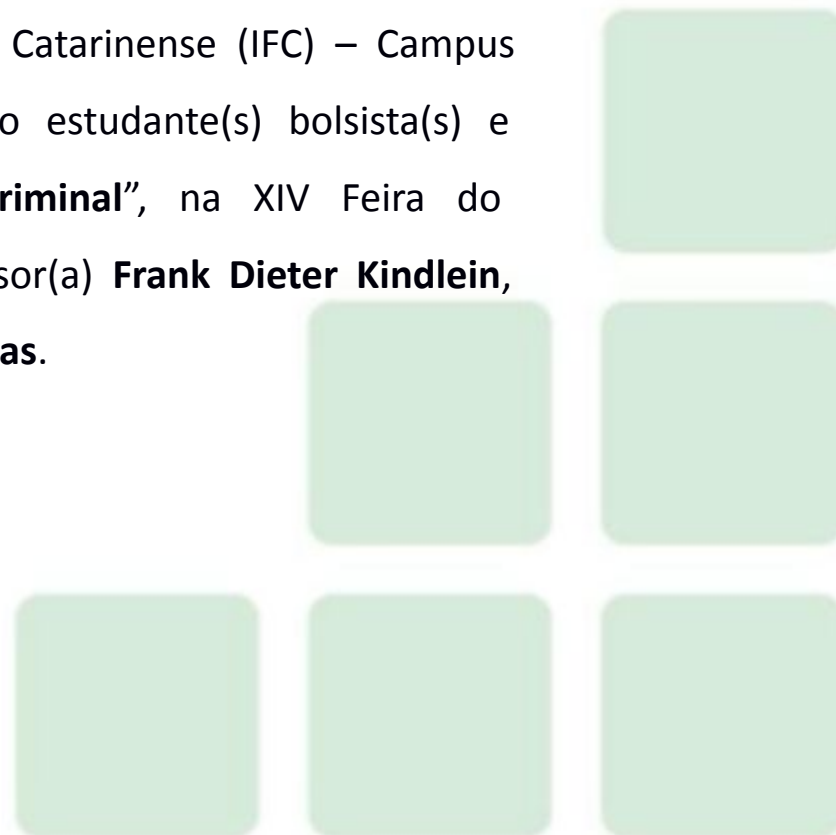 Catarinense (IFC) – Campus
o estudante(s) bolsista(s) e
riminal”, na XIV Feira do
sor(a) Frank Dieter Kindlein,
as.